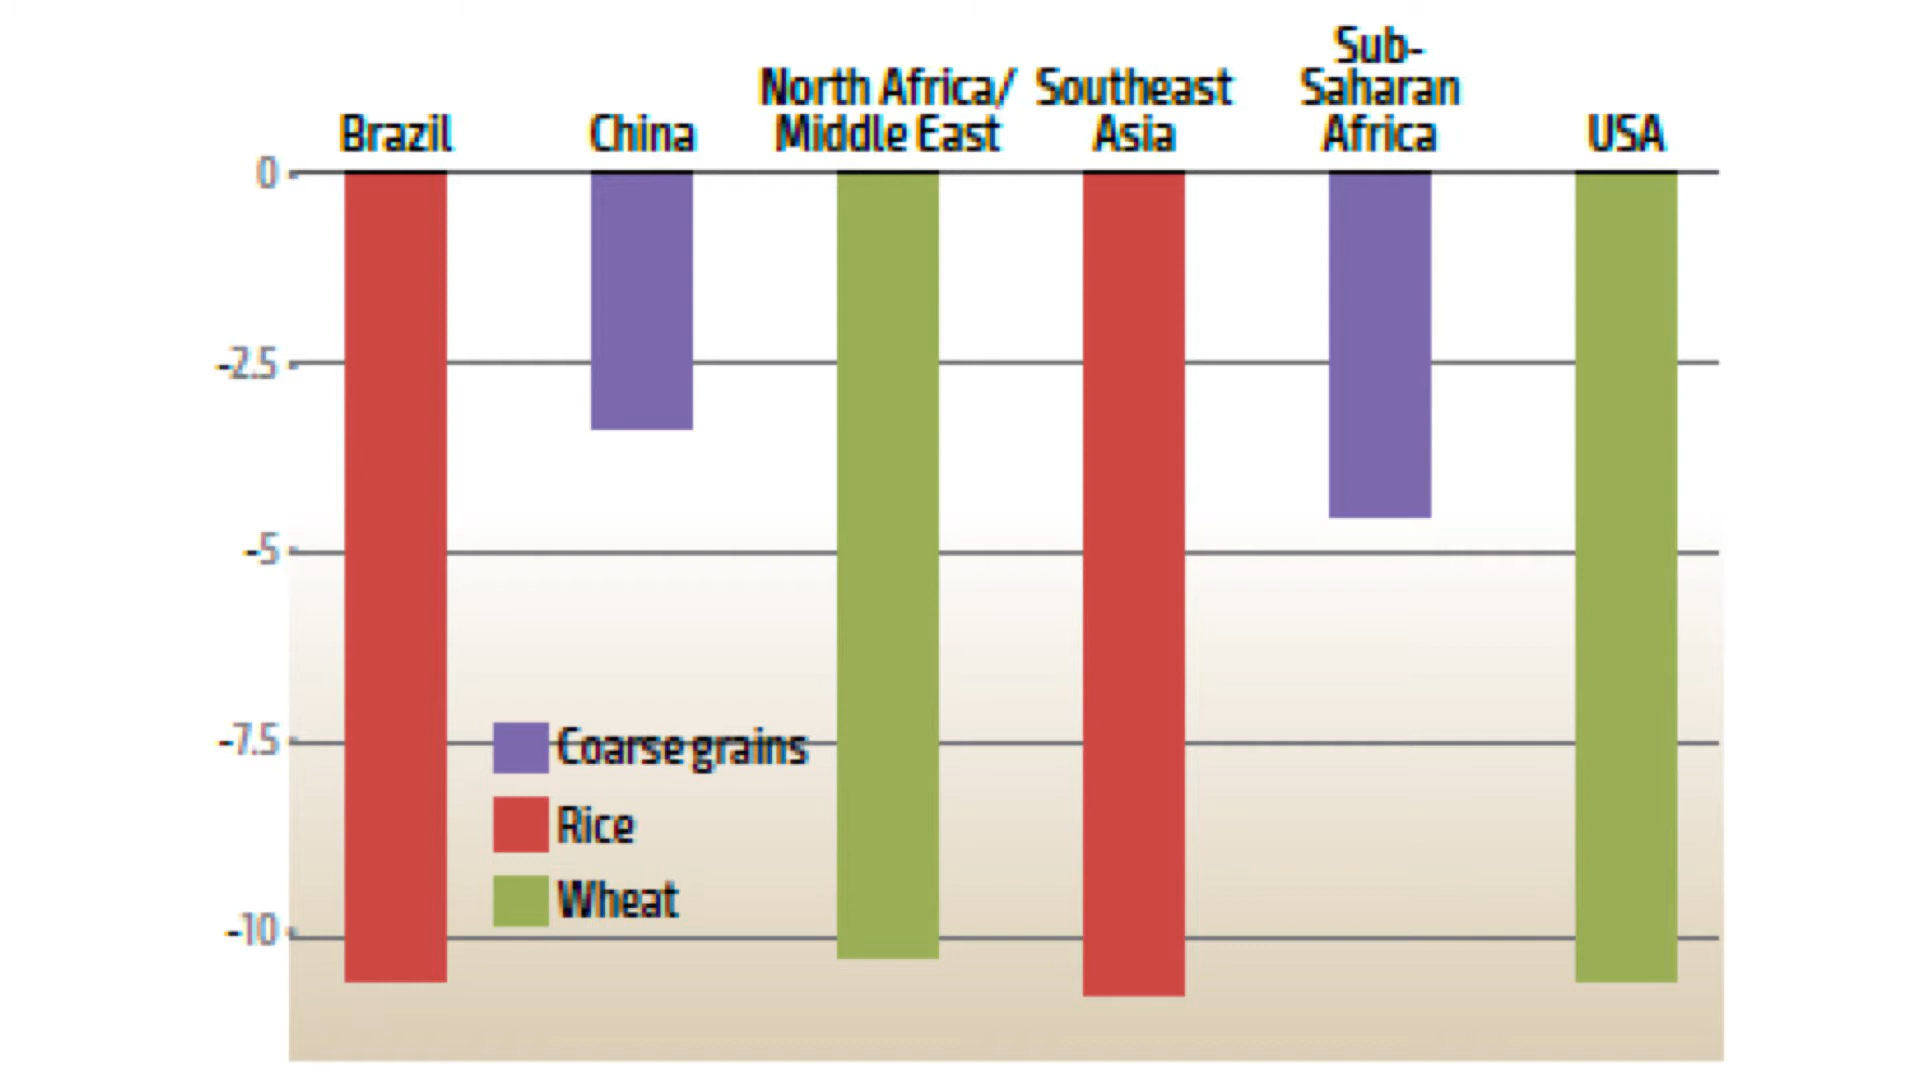 Brazil
China
North Africa/
Middle East
Southeast
Asia
Sub-
Saharan
Africa
USA
0
-2.5
-5
-7.5
-10
Coarse grains
Rice
Wheat